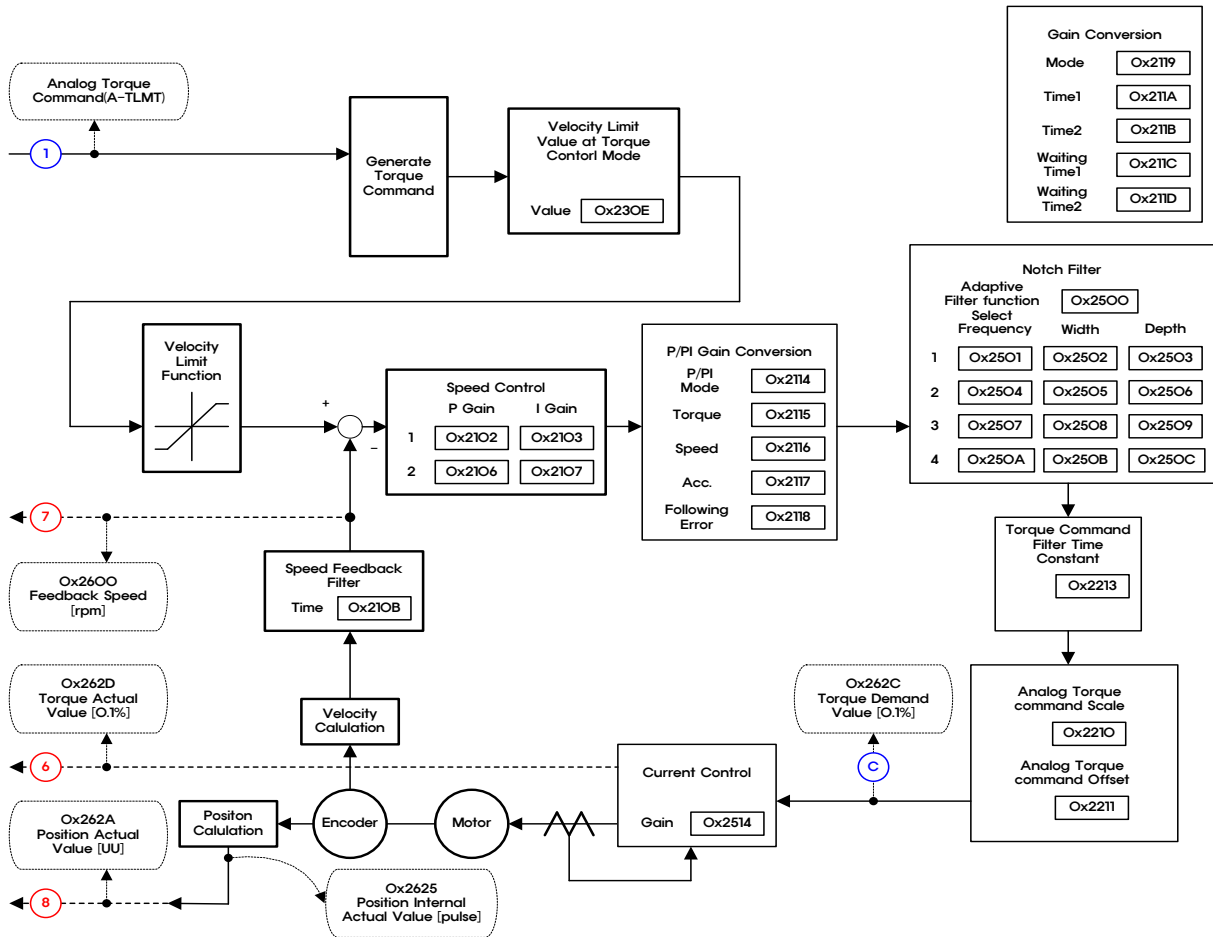 Analog Torque
Command(A-TLMT)
1
Generate
Torque
Command
Velocity Limit
Value at Torque
Contorl Mode
Value 0x230E
Gain Conversion
Mode 0x2119
Time1 0x211A
Time2 0x211B
Waiting
Time1 0x211C
Waiting
Time2 0x211D
Velocity
Limit
Function
+
−
Speed Control
P Gain I Gain
1 0x2102 0x2103
2 0x2106 0x2107
P/PI Gain Conversion
P/PI
Mode 0x2114
Torque 0x2115
Speed 0x2116
Acc. 0x2117
Following
Error 0x2118
Notch Filter
Adaptive
Filter function
Select 0x2500
Frequency Width Depth
1 0x2501 0x2502 0x2503
2 0x2504 0x2505 0x2506
3 0x2507 0x2508 0x2509
4 0x250A 0x250B 0x250C
7
0x2600
Feedback Speed
[rpm]
Speed Feedback
Filter
Time 0x210B
Torque Command
Filter Time
Constant
0x2213
0x262D
Torque Actual
Value [0.1%]
Velocity
Calulation
0x262C
Torque Demand
Value [0.1%]
Analog Torque
command Scale
0x2210
Analog Torque
command Offset
0x2211
6
C
Current Control
Gain 0x2514
0x262A
Position Actual
Value [UU]
Positon
Calulation
Encoder
Motor
8
0x2625
Position Internal
Actual Value [pulse]